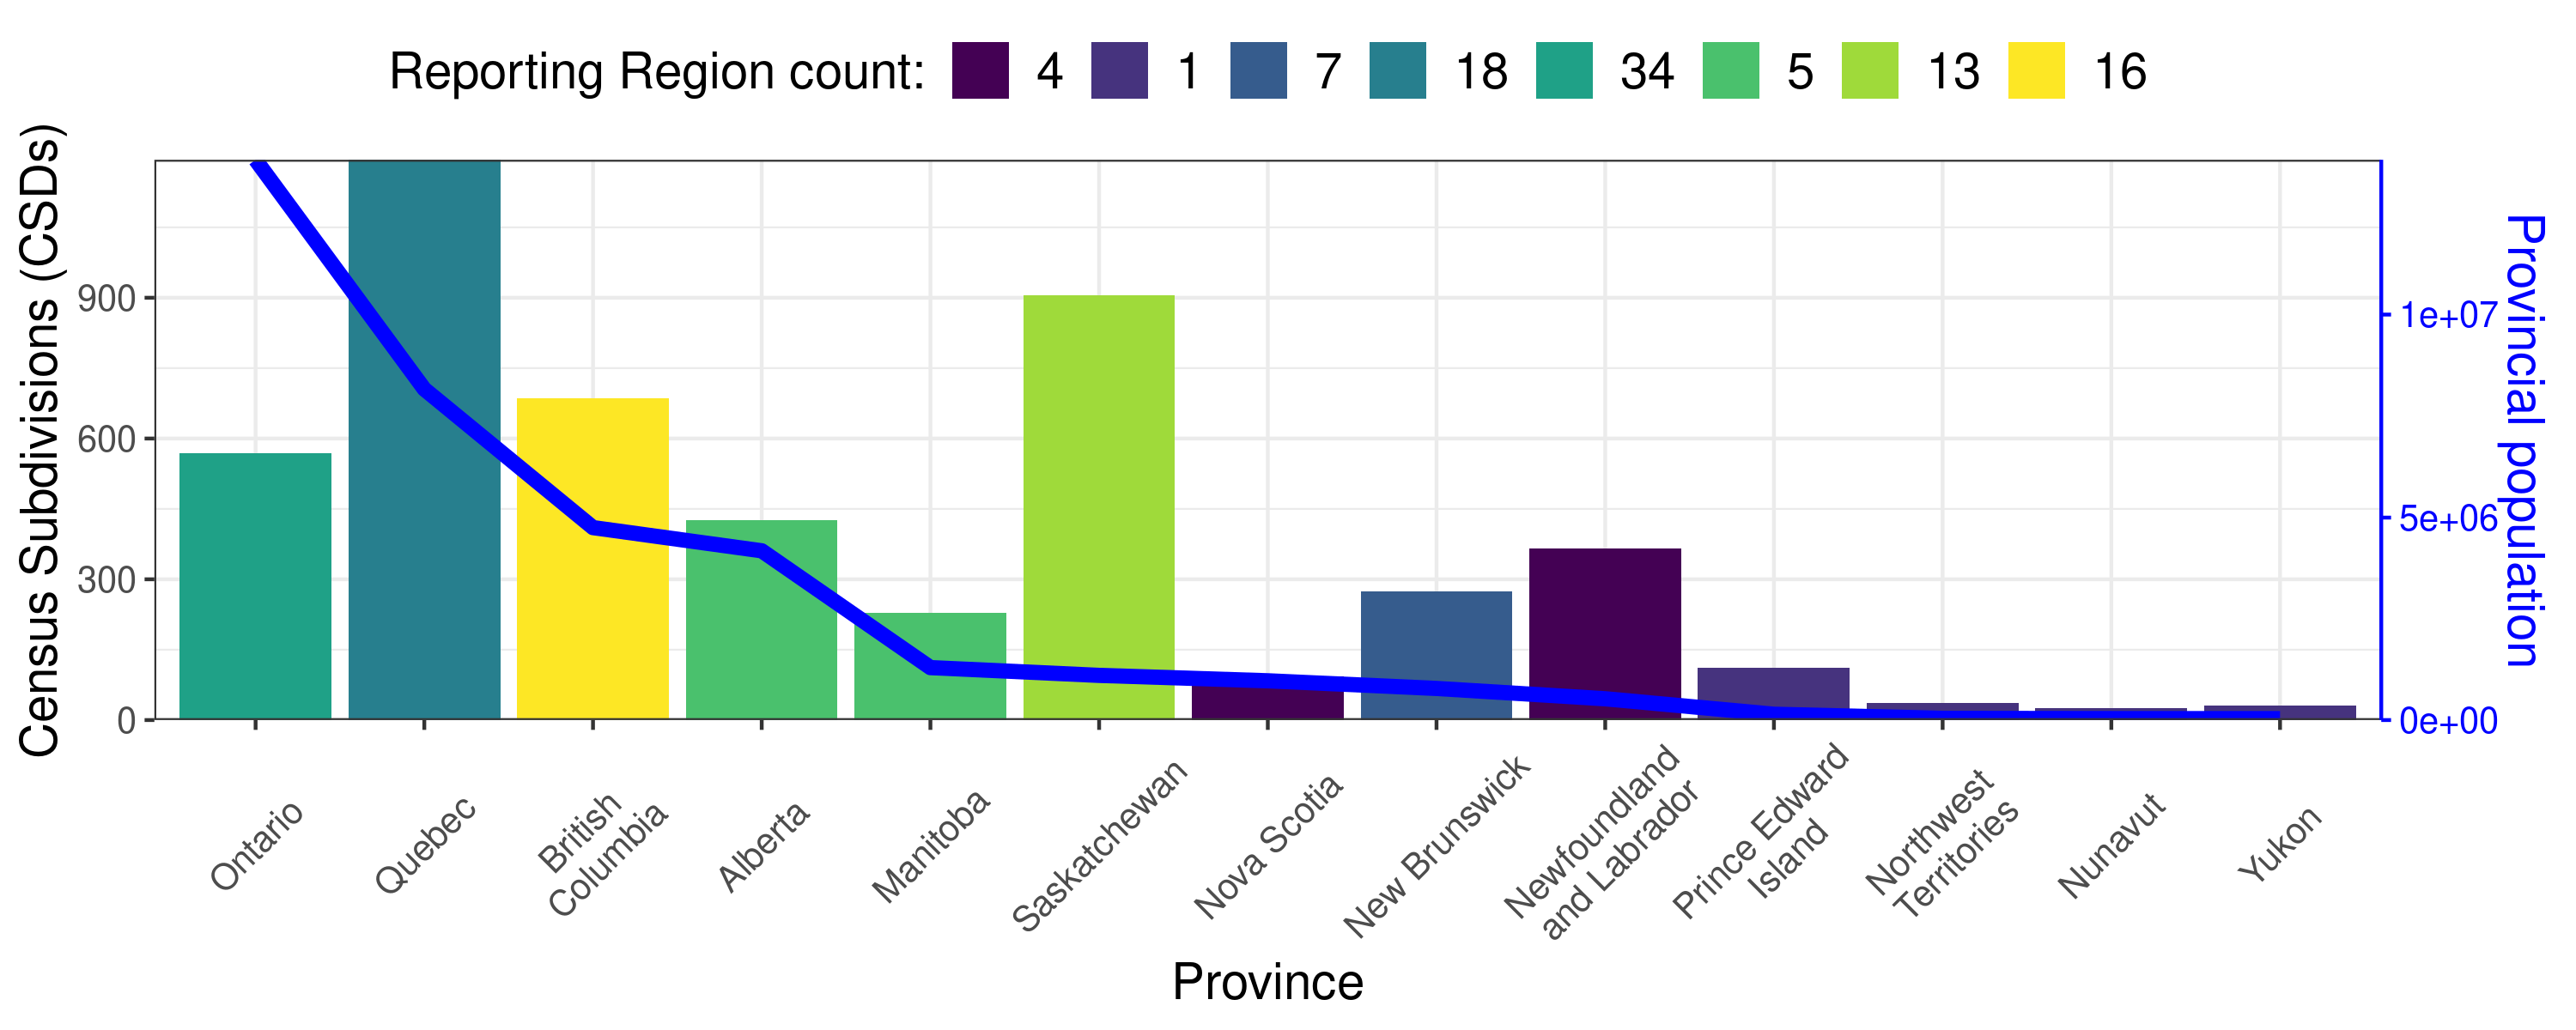 Reporting Region count: 4 1 7 18 34 5 13 16
Census Subdivisions (CSDs)
900
600
300
0
1e+07
5e+06
0e+00
Provincial population
Ontario
Quebec
British
Columbia
Alberta
Manitoba
Saskatchewan
Nova Scotia
New Brunswick
Newfoundland
and Labrador
Prince Edward
Island
Northwest
Territories
Nunavut
Yukon
Province